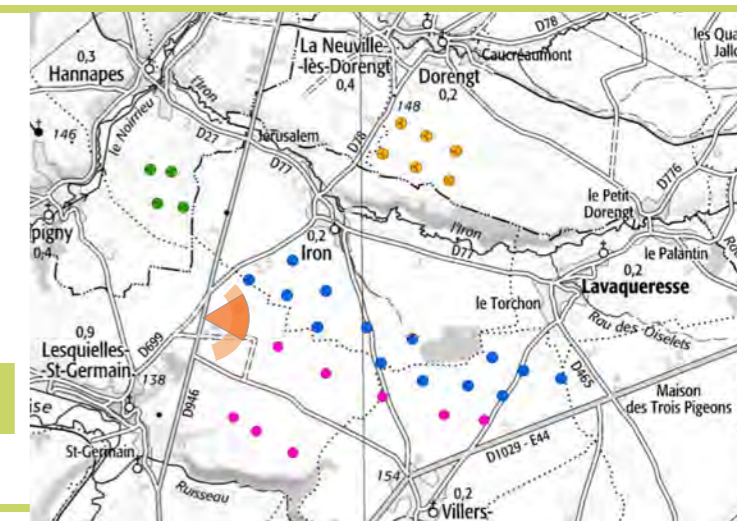 D78
les Qua
Jallo
La Neuville-
-lès-Dorengt
0,4
Caucréaumont
0,3
Hannapes
Dorengt
0,2
l'Iron
le Noirrieu
148
146
D27
Jérusalem
D78
D77
D776
le Petit
Dorengt
pigny
0,4
l'Iron
0,2
Iron
D77
le Palantin
0,2
Lavaqueresse
le Torchon
Rau des Oiselets
0,9
Lesquielles-
-St-Germain
D699
138
D946
D465
Maison
des Trois Pigeons
ise
St-Germain
D1029 - E44
154
Ruisseau
0,2
Villers-